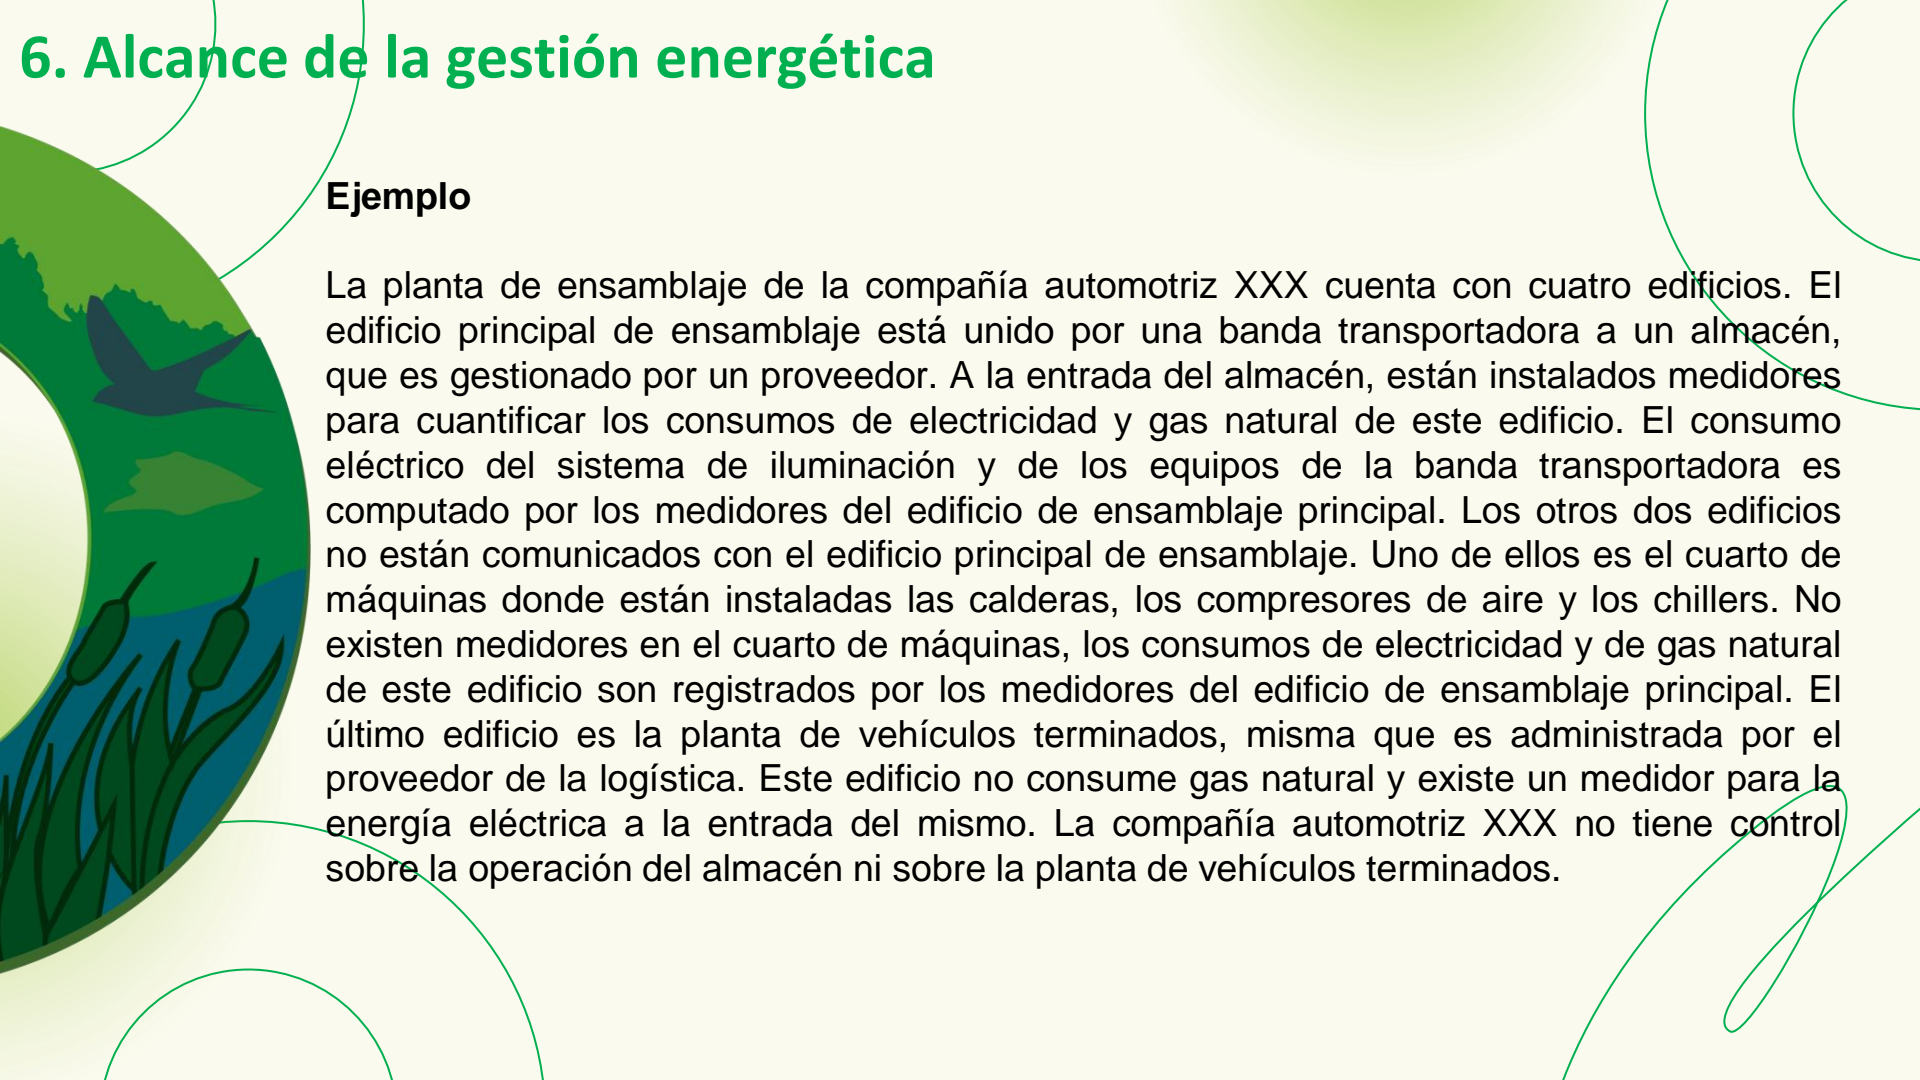 6. Alcance de la gestión energética
Ejemplo
La planta de ensamblaje de la compañía automotriz XXX cuenta con cuatro edificios. El
edificio principal de ensamblaje está unido por una banda transportadora a un almacén,
que es gestionado por un proveedor. A la entrada del almacén, están instalados medidores
para cuantificar los consumos de electricidad y gas natural de este edificio. El consumo
eléctrico del sistema de iluminación y de los equipos de la banda transportadora es
computado por los medidores del edificio de ensamblaje principal. Los otros dos edificios
no están comunicados con el edificio principal de ensamblaje. Uno de ellos es el cuarto de
máquinas donde están instaladas las calderas, los compresores de aire y los chillers. No
existen medidores en el cuarto de máquinas, los consumos de electricidad y de gas natural
de este edificio son registrados por los medidores del edificio de ensamblaje principal. El
último edificio es la planta de vehículos terminados, misma que es administrada por el
proveedor de la logística. Este edificio no consume gas natural y existe un medidor para la
energía eléctrica a la entrada del mismo. La compañía automotriz XXX no tiene control
sobre la operación del almacén ni sobre la planta de vehículos terminados.